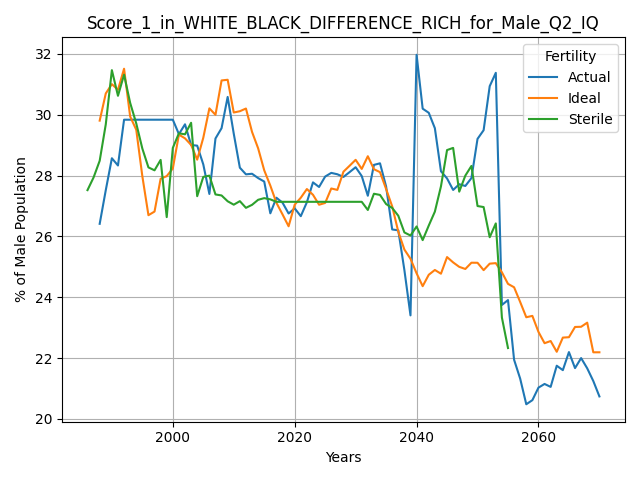 Score_1_in_WHITE_BLACK_DIFFERENCE_RICH_for_Male_Q2_IQ
% of Male Population
32
30
28
26
24
22
20
Fertility
Actual
Ideal
Sterile
2000 2020 2040 2060
Years